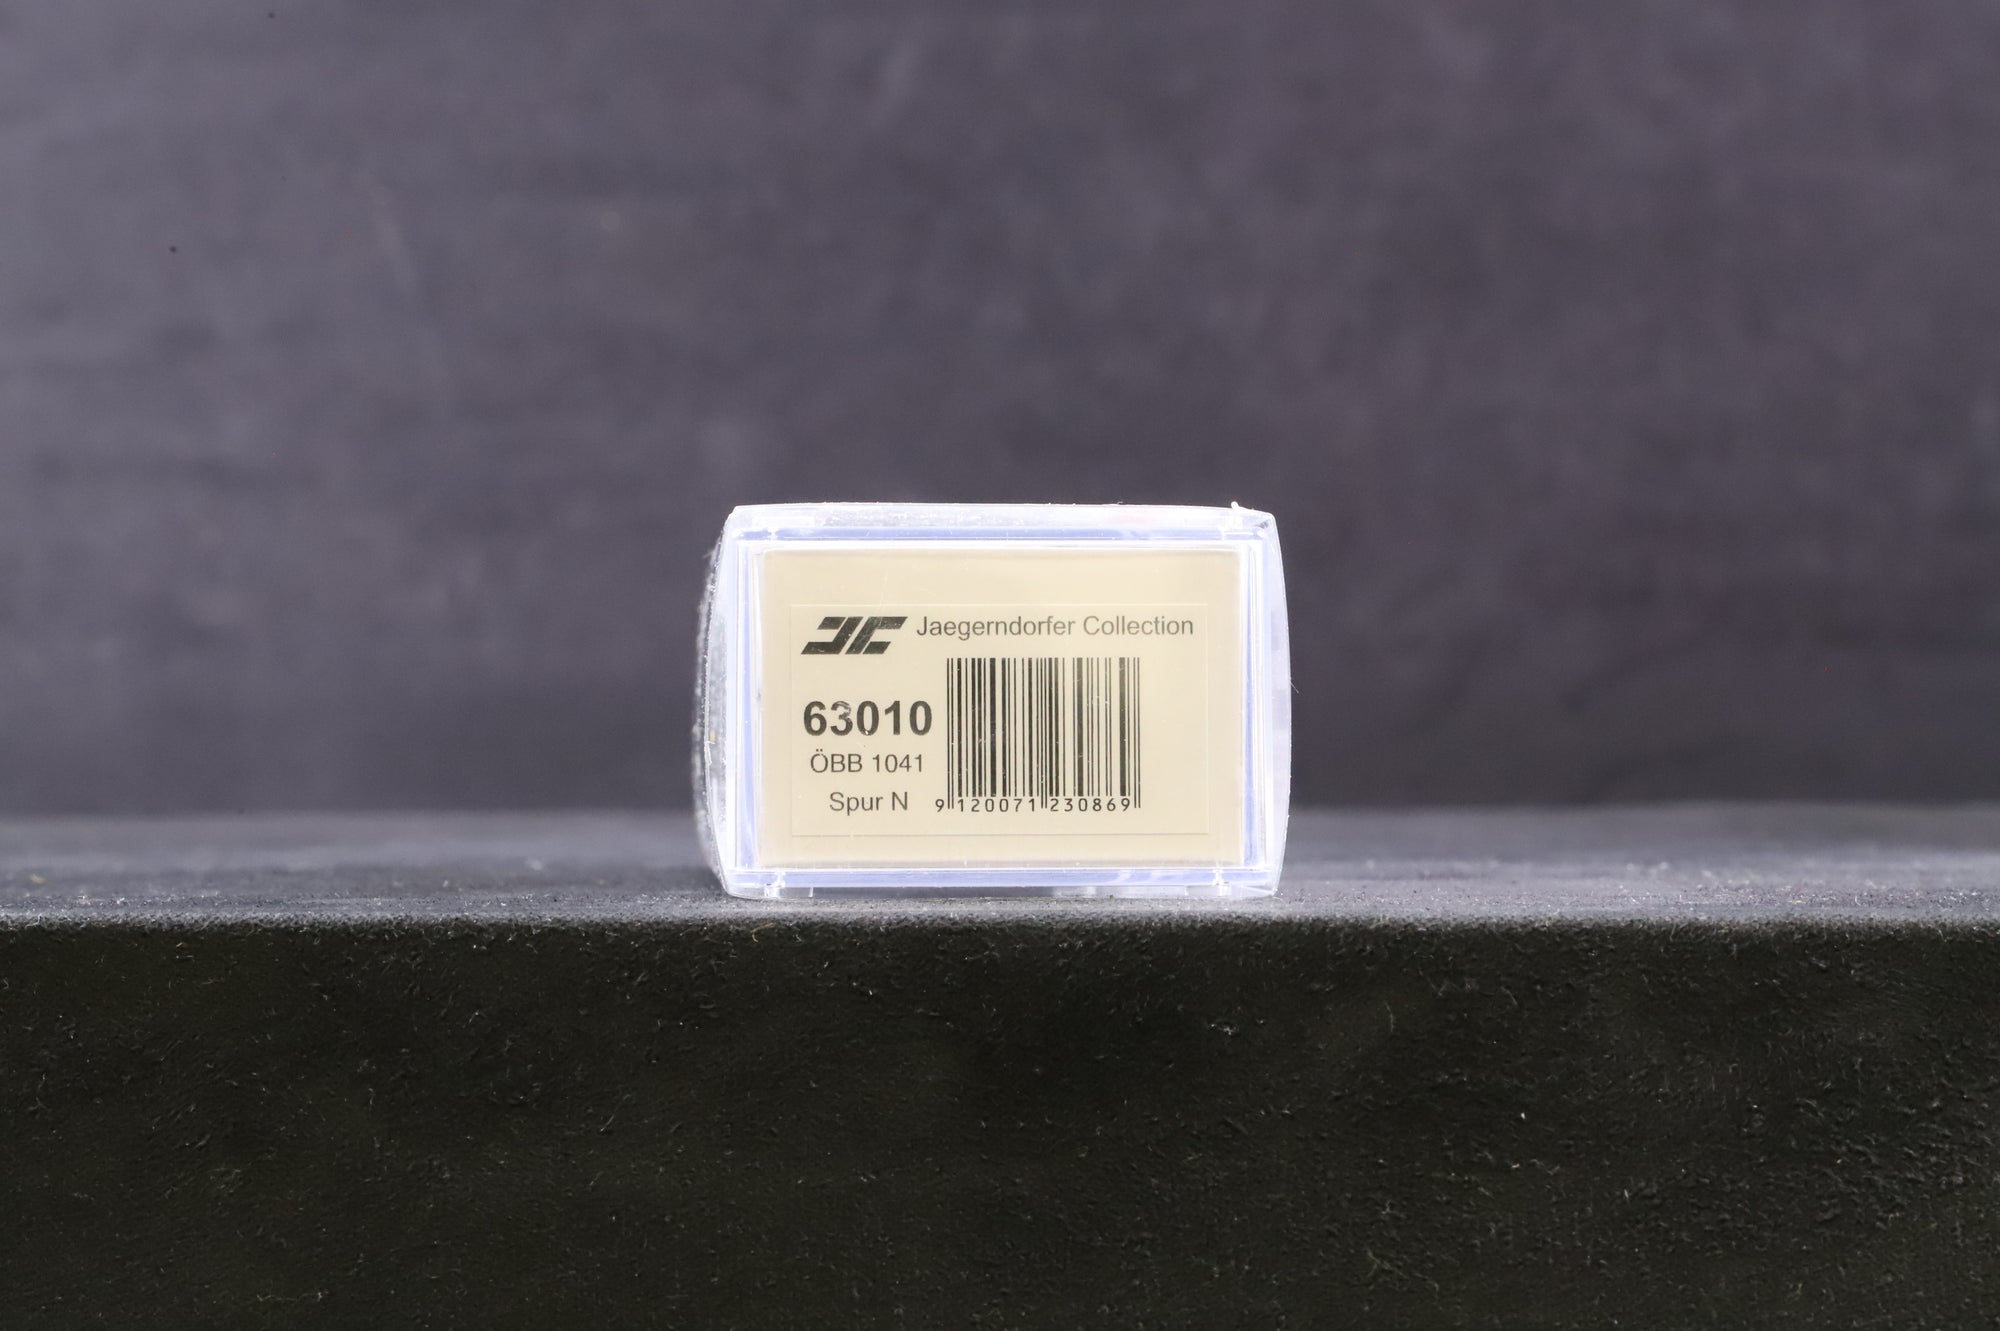 JC Jaegerndorfer Collection
63010
ÖBB 1041
Spur N
9 120071 230869